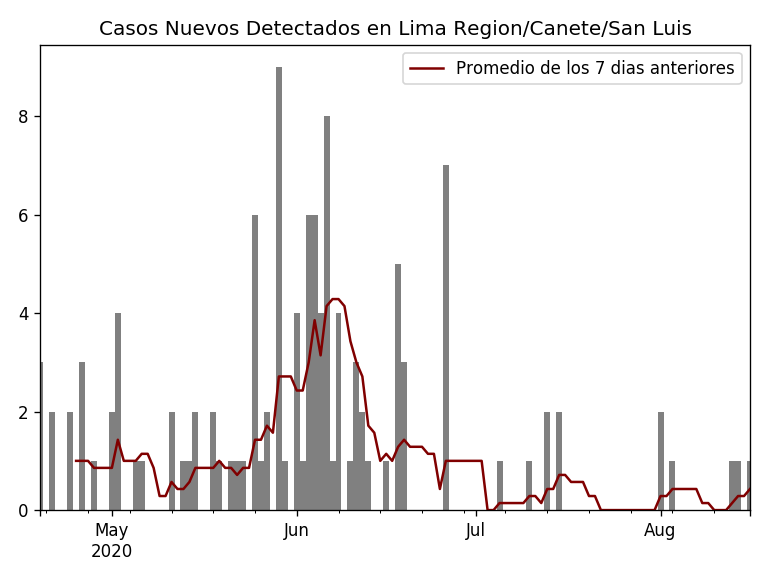 Casos Nuevos Detectados en Lima Region/Canete/San Luis
Promedio de los 7 dias anteriores
8
6
4
2
0
May
2020
Jun
Jul
Aug